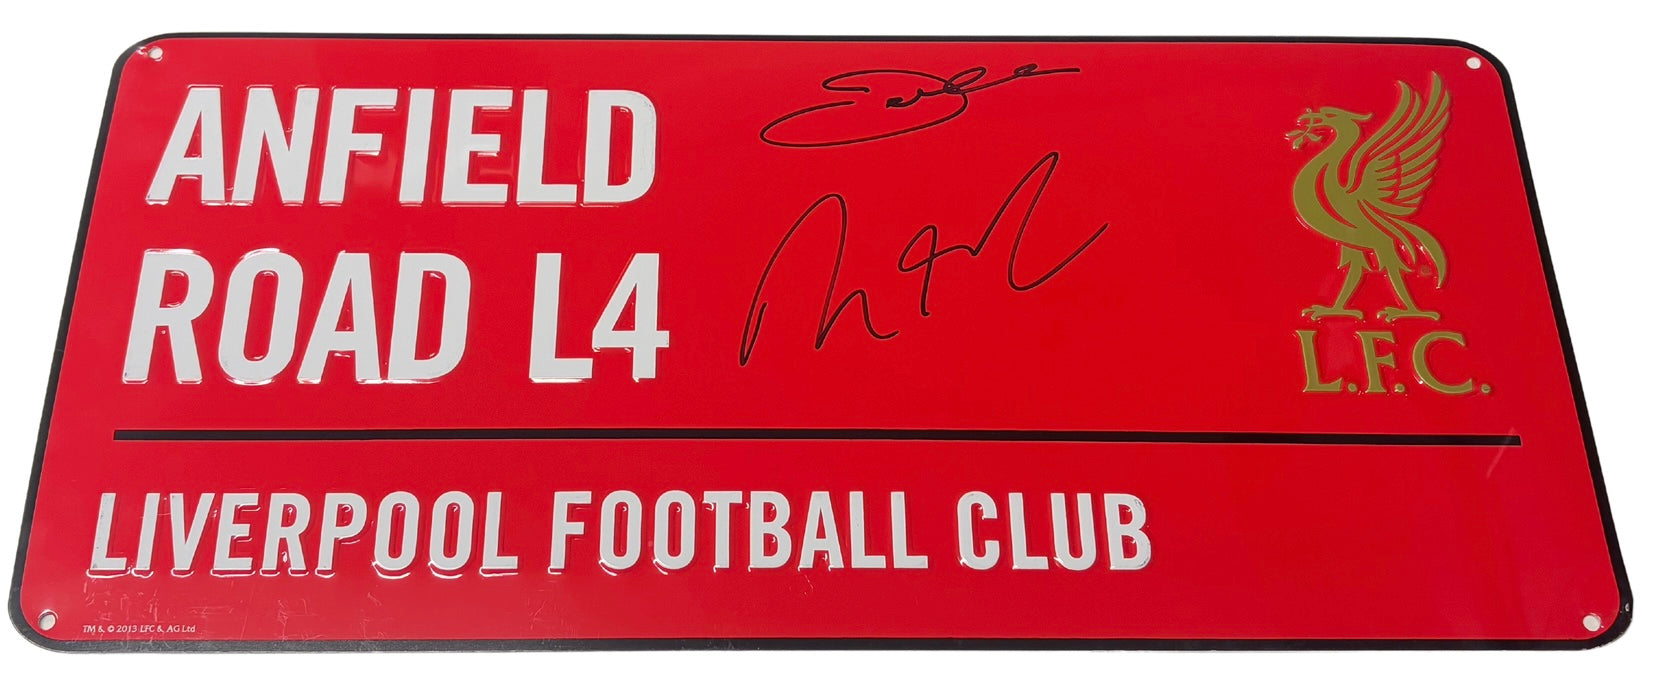 ANFIELD
ROAD L4
L.F.C.
LIVERPOOL FOOTBALL CLUB
TM & © 2013 LFC & AG Ltd